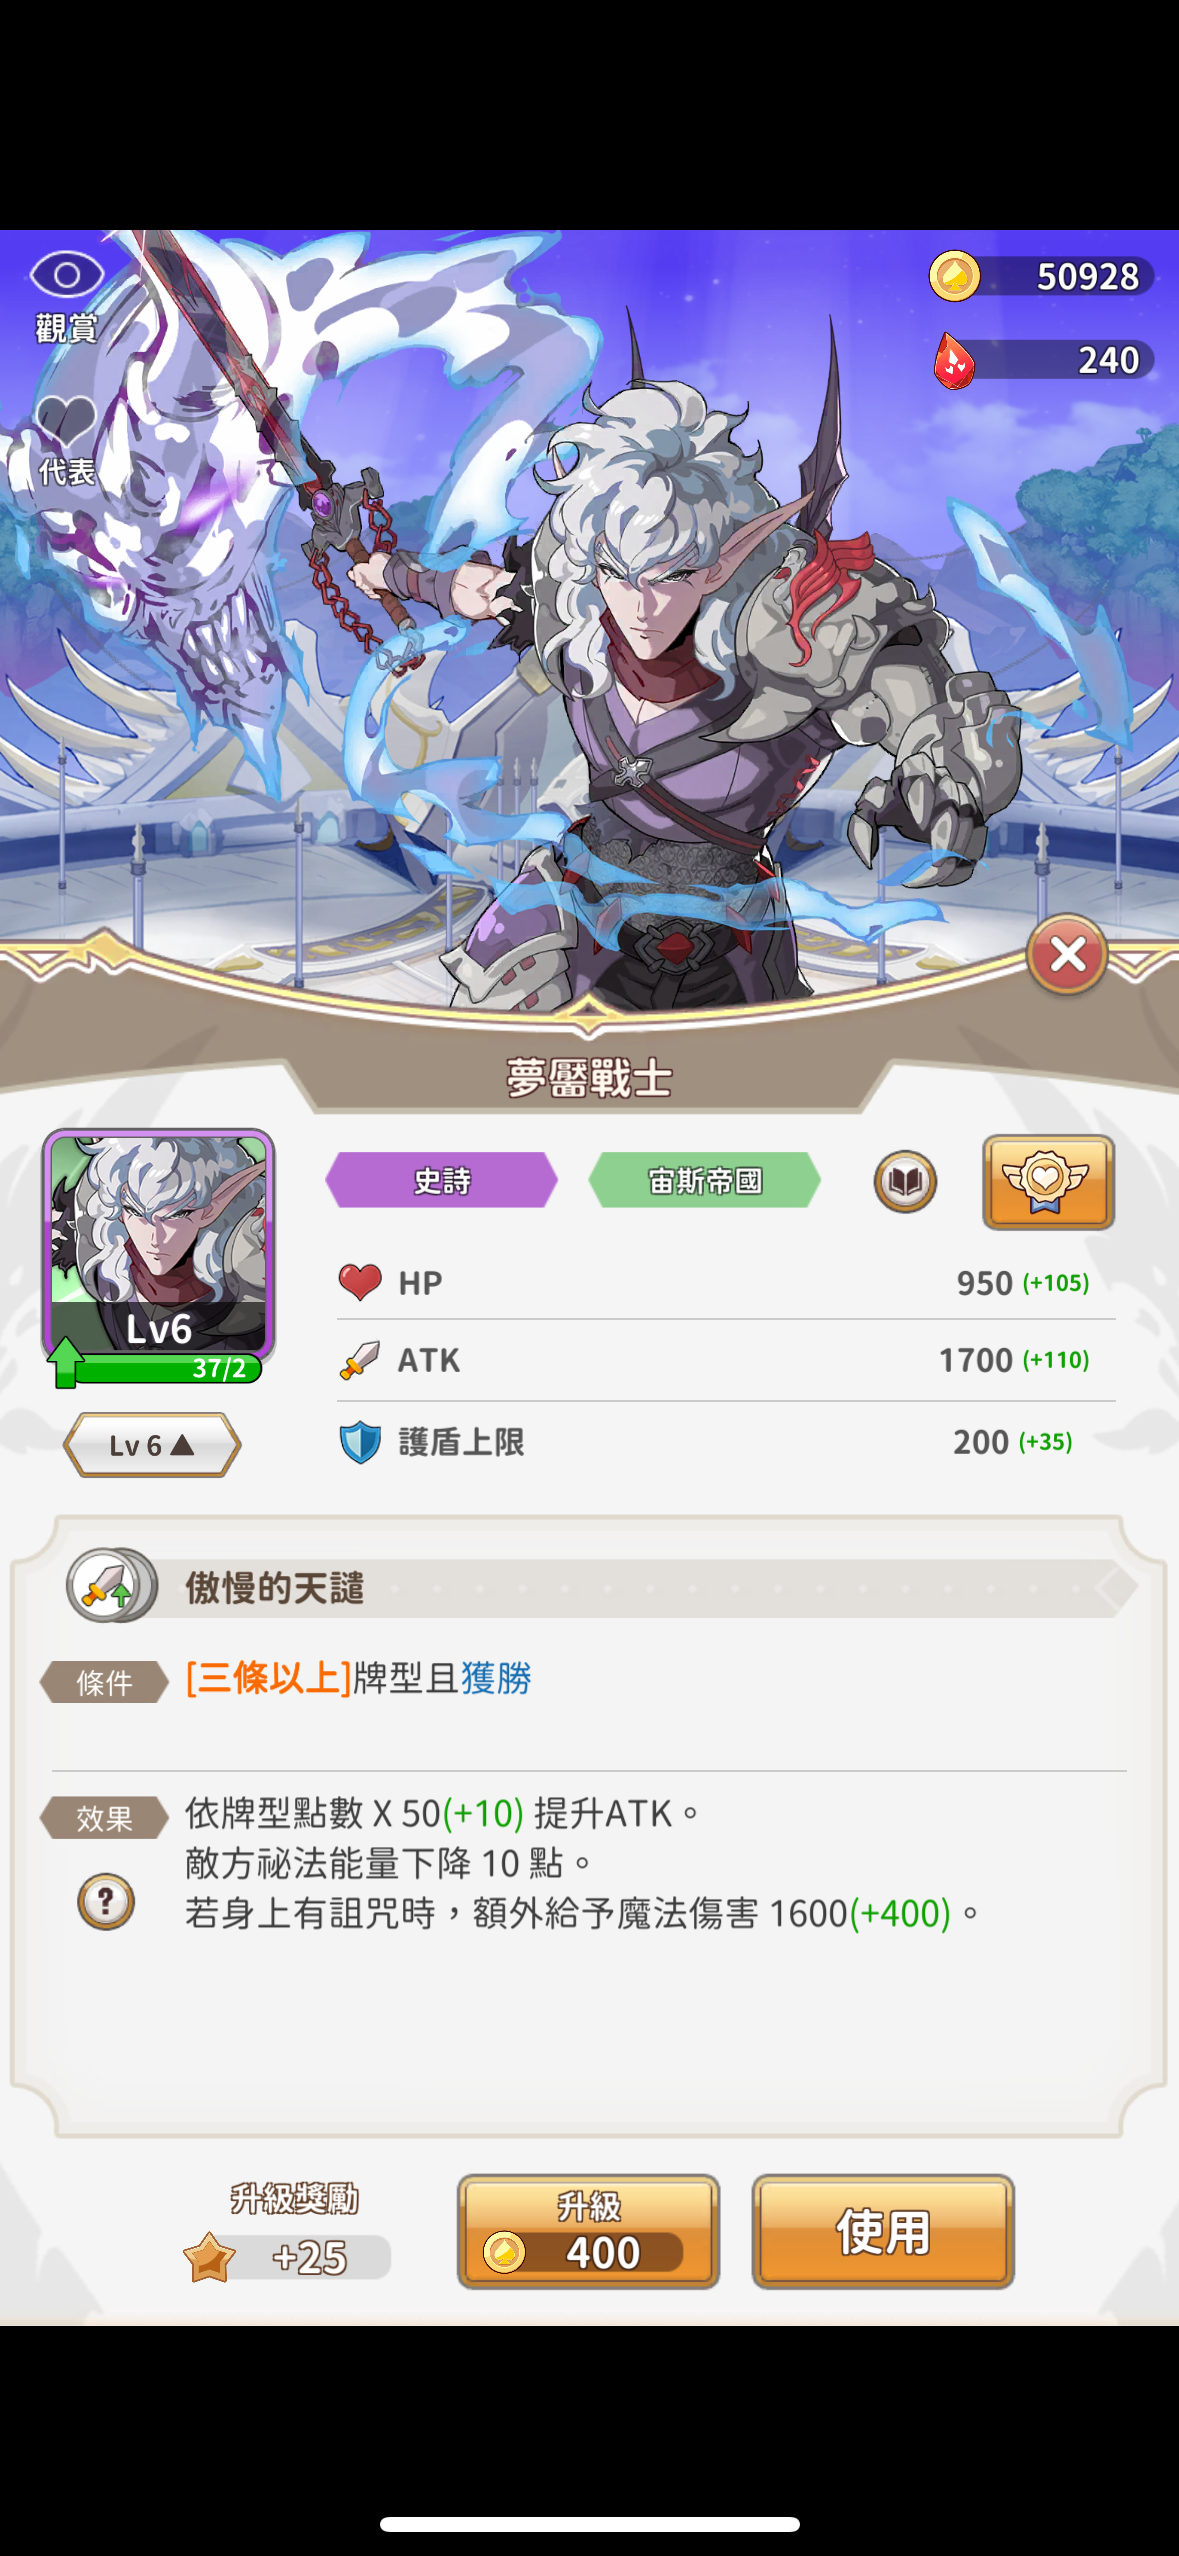 觀賞
50928
代表
240
夢靨戰士
史詩
宙斯帝國
Lv6
37/2
Lv 6 ▲
HP
950 (+105)
ATK
1700 (+110)
護盾上限
200 (+35)
傲慢的天譴
條件
[三條以上]牌型且獲勝
效果
依牌型點數 X 50(+10) 提升ATK。
敵方祕法能量下降 10 點。
?
若身上有詛咒時，額外給予魔法傷害 1600(+400)。
升級獎勵
+25
升級
400
使用